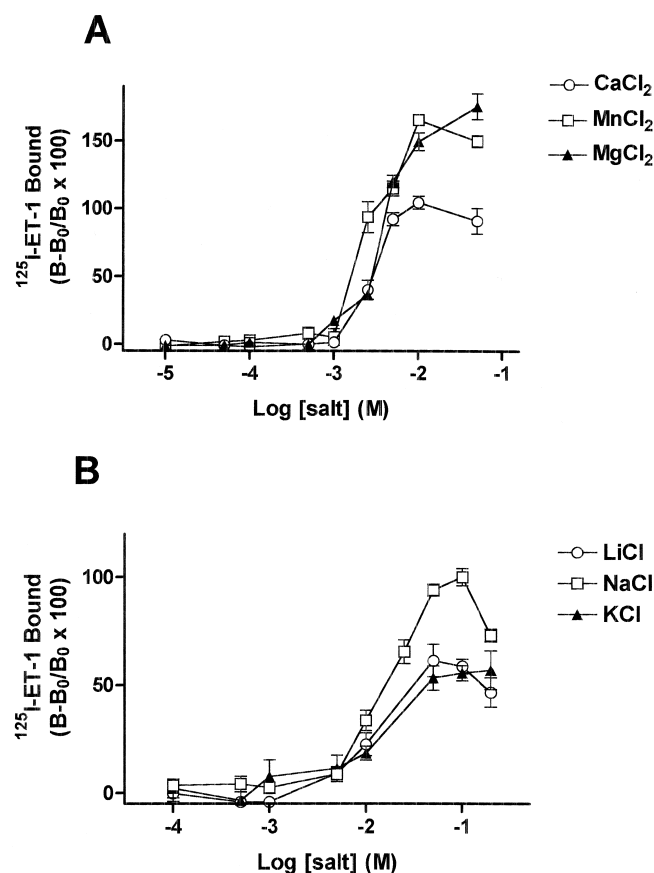 A
CaCl₂
MnCl₂
MgCl₂
150
100
50
0
¹²⁵I-ET-1 Bound
(B-B₀/B₀ x 100)
-5 -4 -3 -2 -1
Log [salt] (M)
B
LiCl
NaCl
KCl
100
50
0
¹²⁵I-ET-1 Bound
(B-B₀/B₀ x 100)
-4 -3 -2 -1
Log [salt] (M)